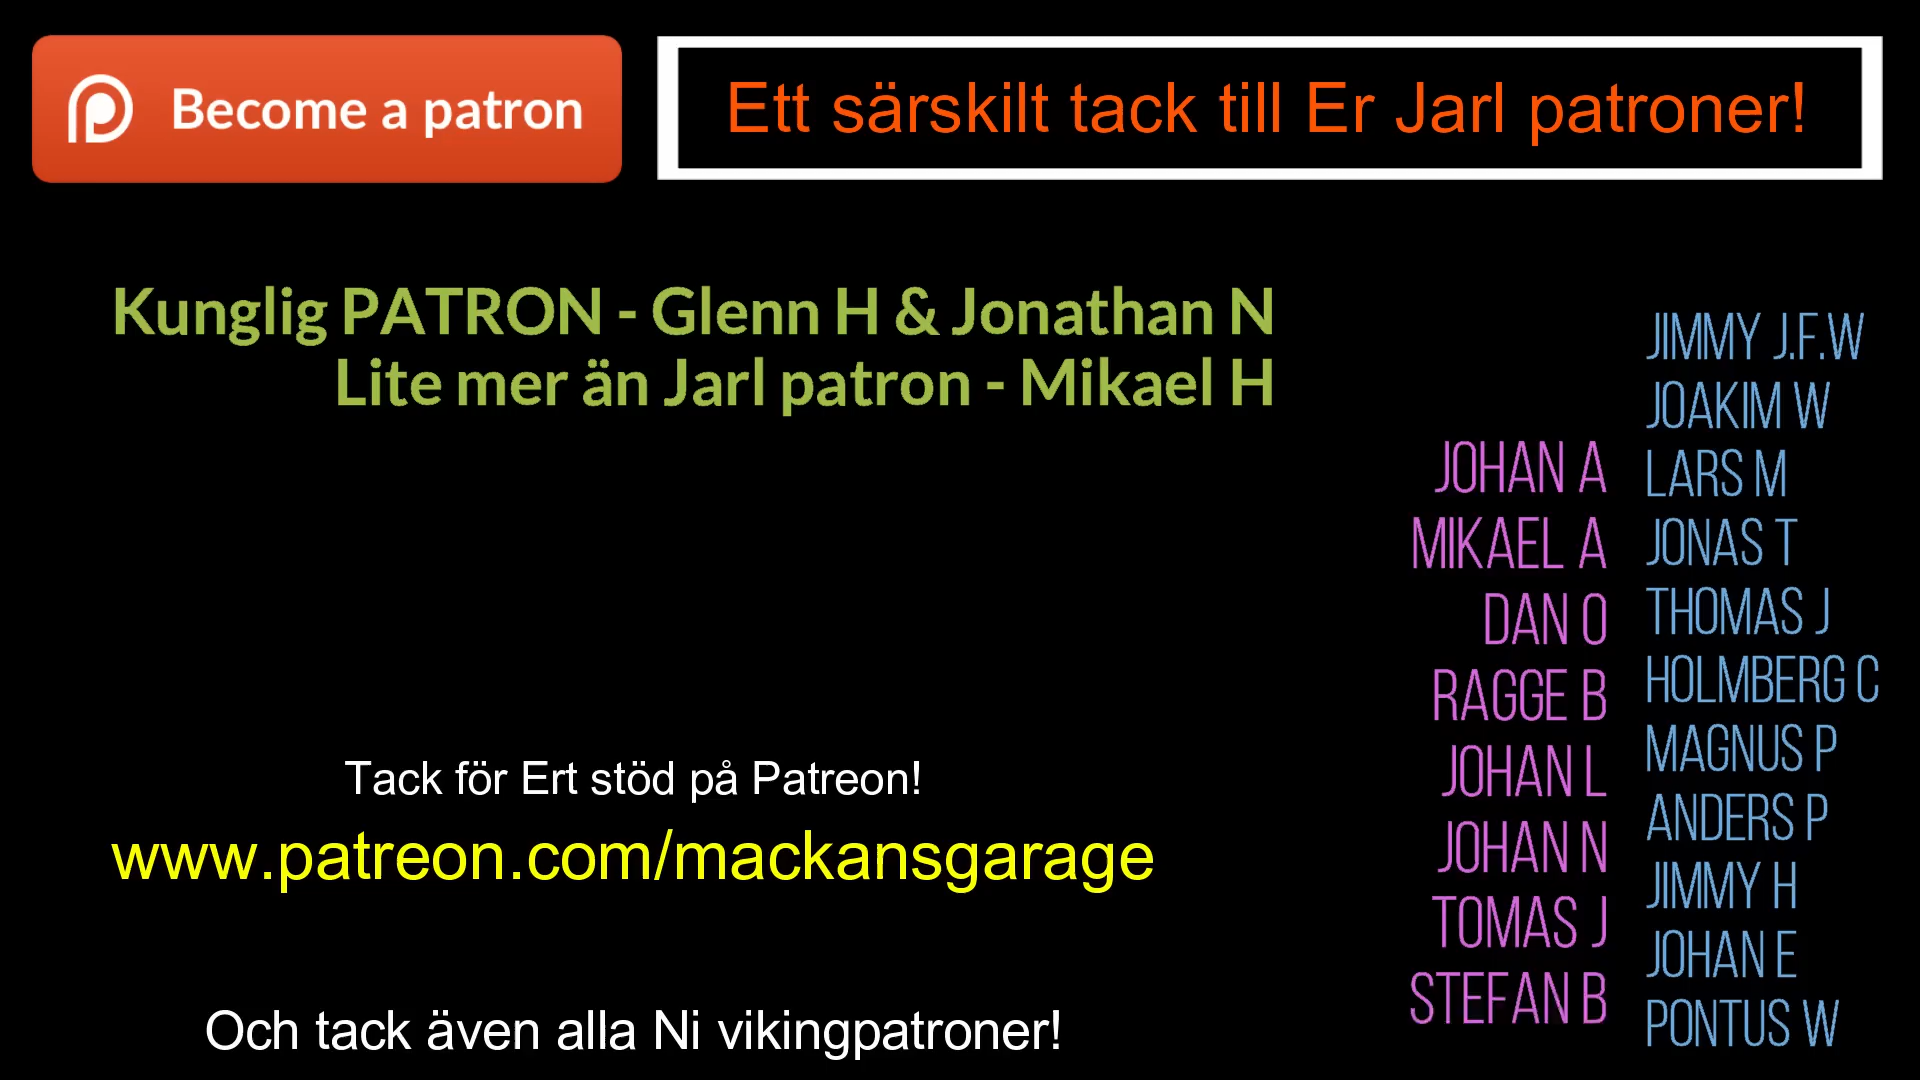 Become a patron
Ett särskilt tack till Er Jarl patroner!
Kunglig PATRON - Glenn H & Jonathan N
Lite mer än Jarl patron - Mikael H
JOHAN A
MIKAEL A
DAN O
RAGGE B
JOHAN L
JOHAN N
TOMAS J
STEFAN B
JIMMY J.F.W
JOAKIM W
LARS M
JONAS T
THOMAS J
HOLMBERG C
MAGNUS P
ANDERS P
JIMMY H
JOHAN E
PONTUS W
Tack för Ert stöd på Patreon!
www.patreon.com/mackansgarage
Och tack även alla Ni vikingpatroner!